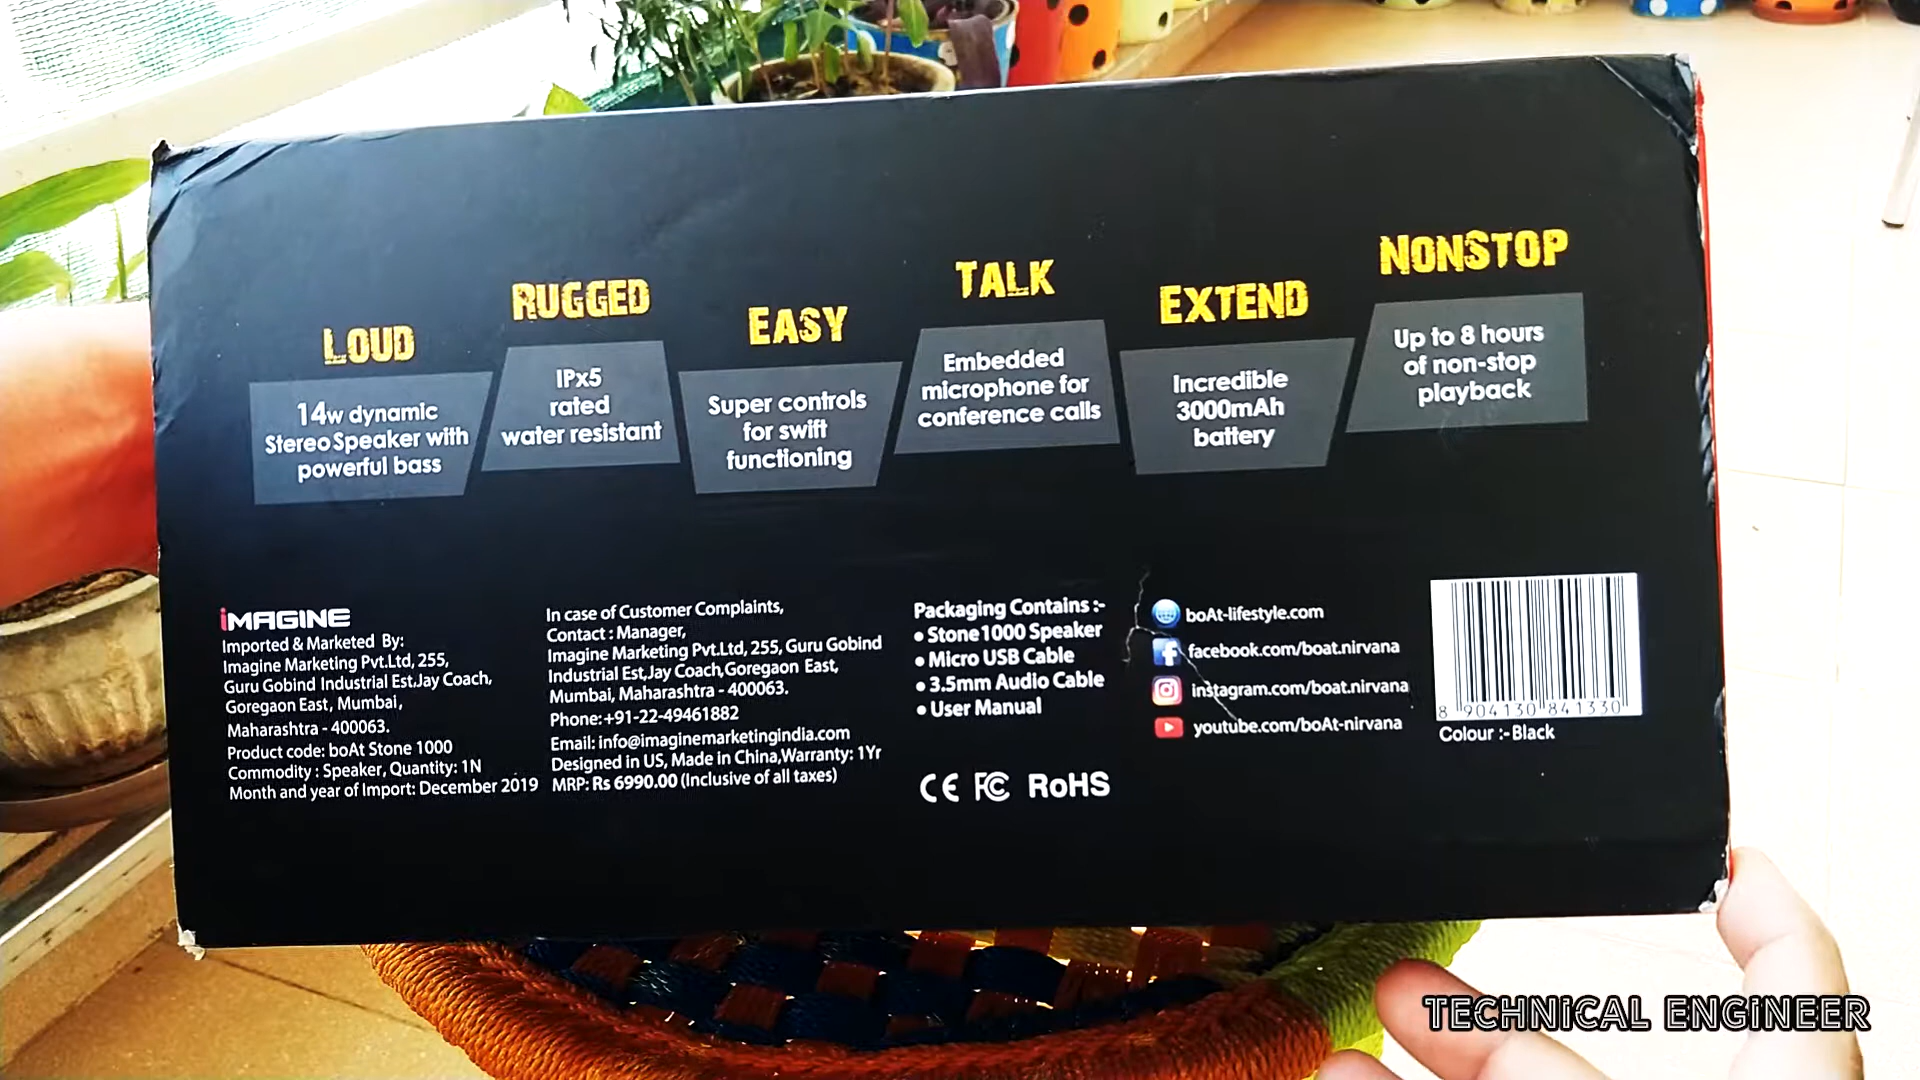 LOUD
14w dynamic
Stereo Speaker with
powerful bass
RUGGED
IPx5
rated
water resistant
EASY
Super controls
for swift
functioning
TALK
Embedded
microphone for
conference calls
EXTEND
Incredible
3000mAh
battery
NONSTOP
Up to 8 hours
of non-stop
playback
iMAGINE
Imported & Marketed By:
Imagine Marketing Pvt.Ltd, 255,
Guru Gobind Industrial Est,Jay Coach,
Goregaon East, Mumbai,
Maharashtra - 400063.
Product code: boAt Stone 1000
Commodity : Speaker, Quantity: 1N
Month and year of Import: December 2019
In case of Customer Complaints,
Contact : Manager,
Imagine Marketing Pvt.Ltd, 255, Guru Gobind
Industrial Est,Jay Coach,Goregaon East,
Mumbai, Maharashtra - 400063.
Phone:+91-22-49461882
Email: info@imaginemarketingindia.com
Designed in US, Made in China,Warranty: 1Yr
MRP: Rs 6990.00 (Inclusive of all taxes)
Packaging Contains :-
• Stone1000 Speaker
• Micro USB Cable
• 3.5mm Audio Cable
• User Manual
CE FC RoHS
boAt-lifestyle.com
facebook.com/boat.nirvana
instagram.com/boat.nirvana
youtube.com/boAt-nirvana
8 904130 841330
Colour :- Black
TECHNiCAL ENGiNEER